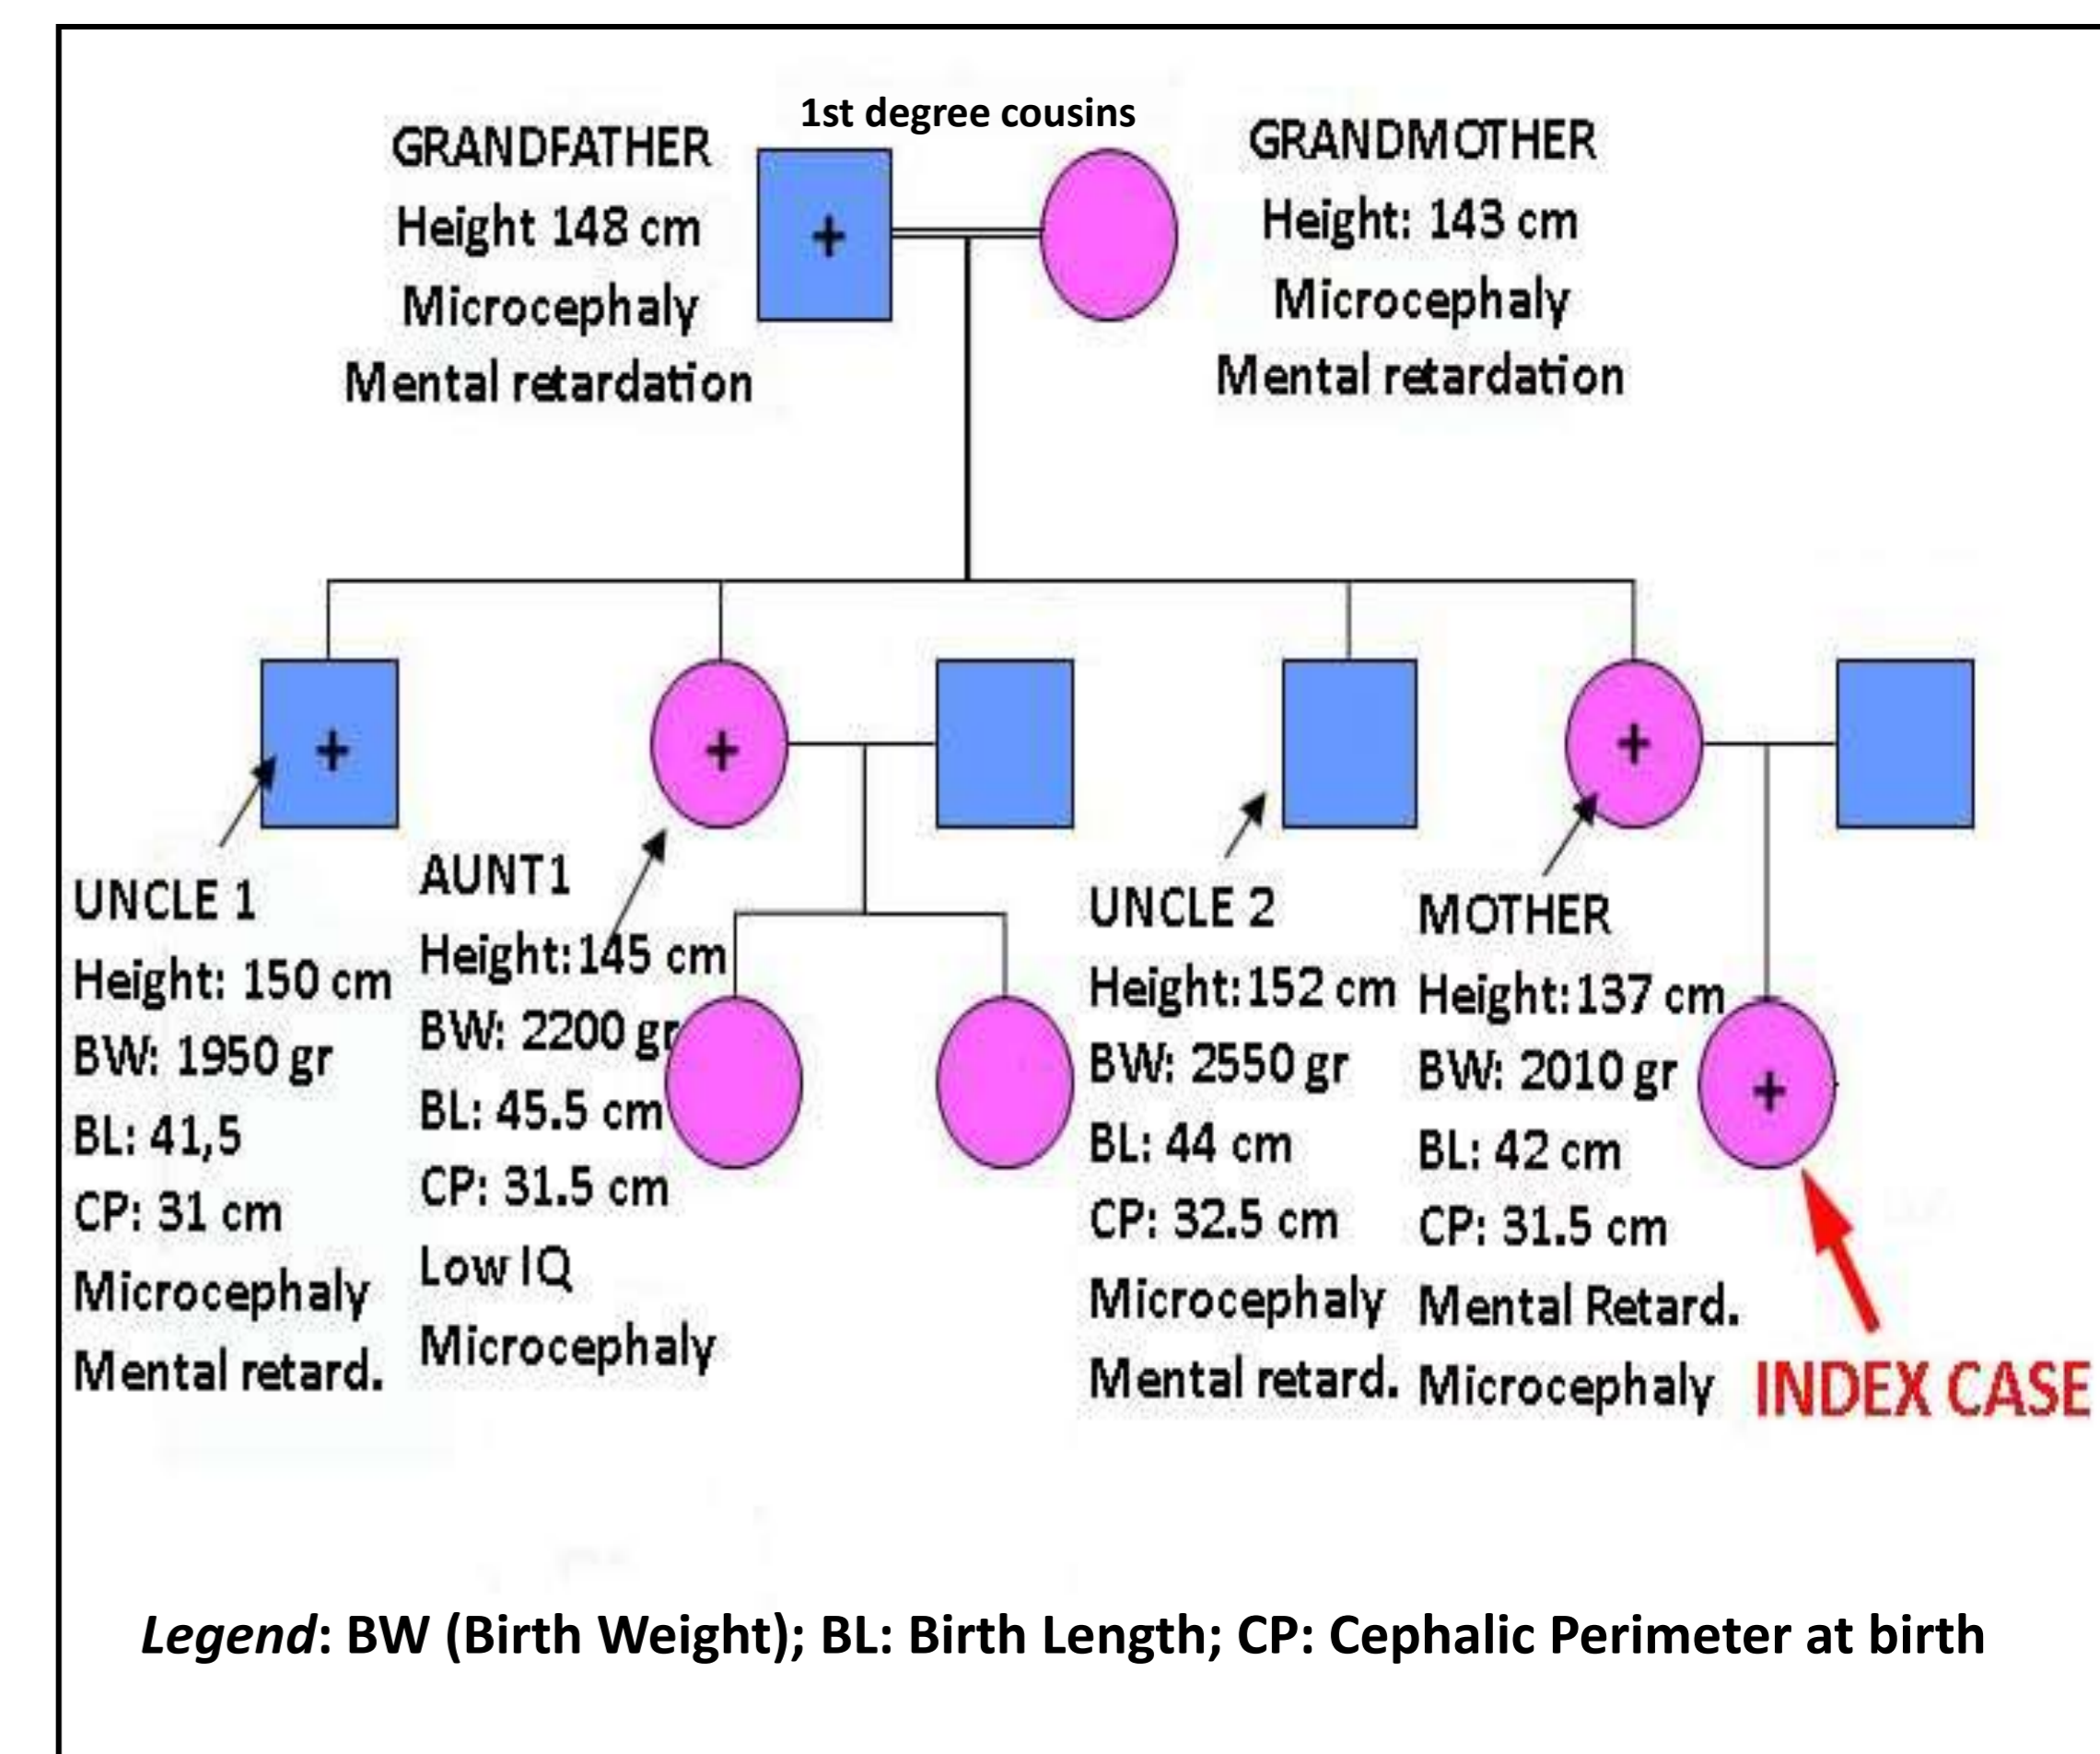 1st degree cousins
GRANDFATHER
Height 148 cm
Microcephaly
Mental retardation
+
GRANDMOTHER
Height: 143 cm
Microcephaly
Mental retardation
+
+
+
UNCLE 1
Height: 150 cm
BW: 1950 gr
BL: 41,5
CP: 31 cm
Microcephaly
Mental retard.
AUNT1
Height: 145 cm
BW: 2200 gr
BL: 45.5 cm
CP: 31.5 cm
Low IQ
Microcephaly
UNCLE 2
Height: 152 cm
BW: 2550 gr
BL: 44 cm
CP: 32.5 cm
Microcephaly
Mental retard.
MOTHER
Height: 137 cm
BW: 2010 gr
BL: 42 cm
CP: 31.5 cm
Mental Retard.
Microcephaly
+
INDEX CASE
Legend: BW (Birth Weight); BL: Birth Length; CP: Cephalic Perimeter at birth